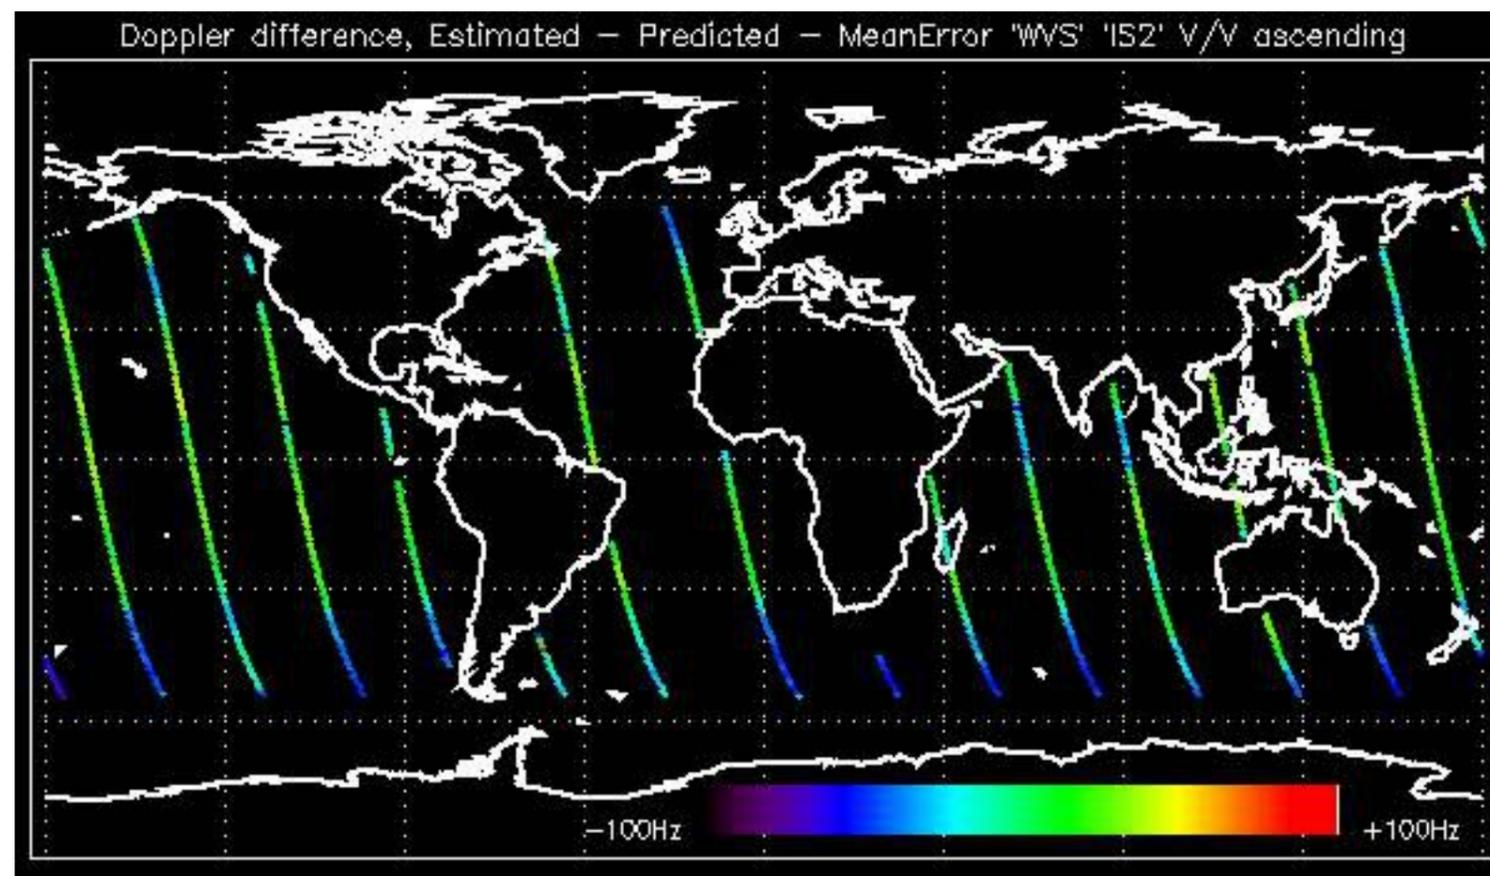 Doppler difference, Estimated − Predicted − MeanError 'WVS' 'IS2' V/V ascending
−100Hz +100Hz